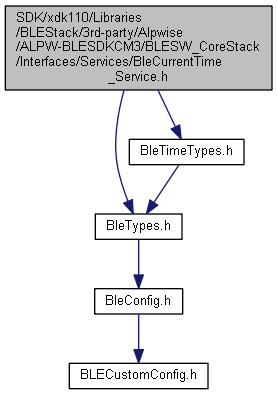 SDK/xdk110/Libraries
/BLEStack/3rd-party/Alpwise
/ALPW-BLESDKCM3/BLESW_CoreStack
/Interfaces/Services/BleCurrentTime
_Service.h
BleTimeTypes.h
BleTypes.h
BleConfig.h
BLECustomConfig.h